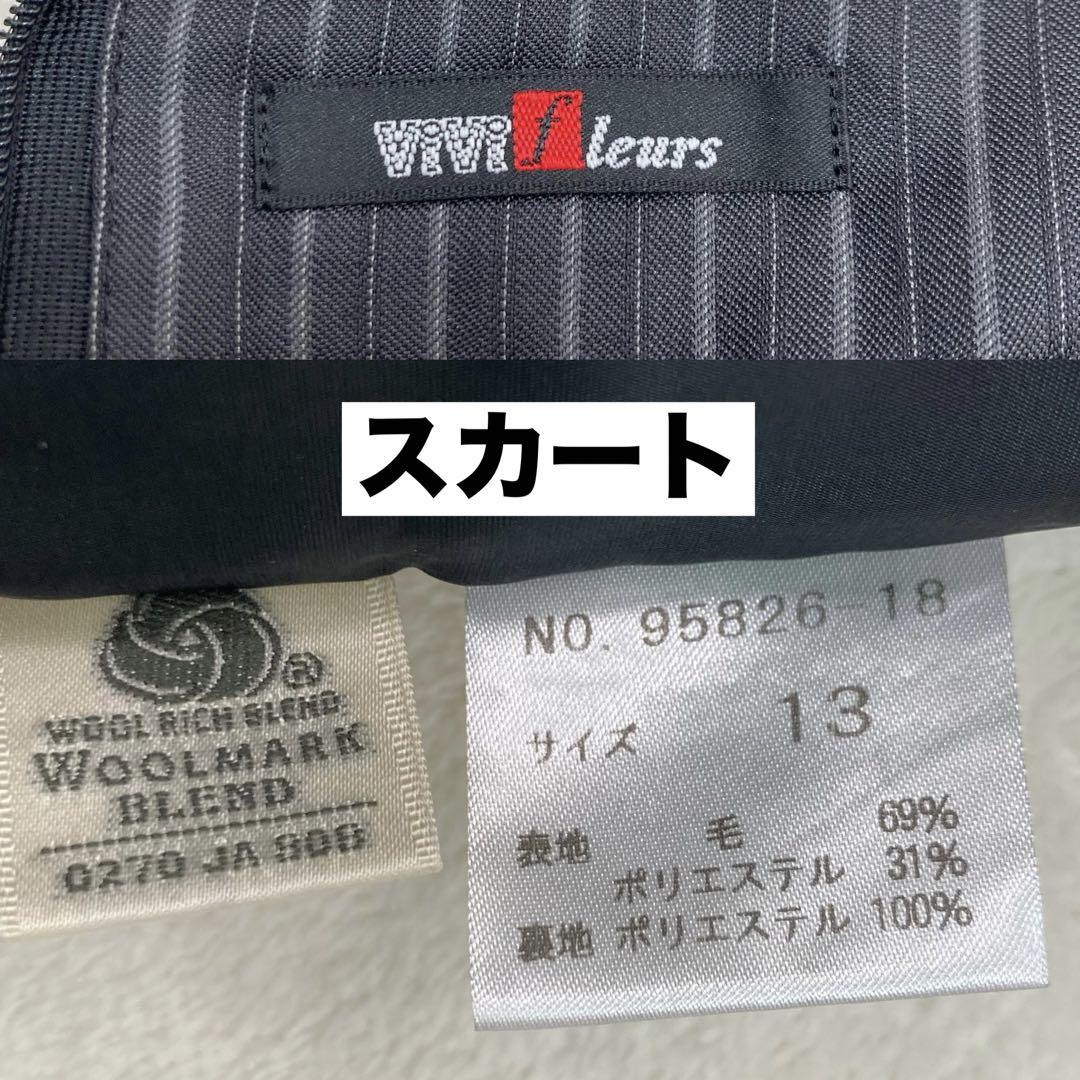 ViVi fleurs
スカート
WOOL RICH BLEND
WOOLMARK
BLEND
0270 JA 808
NO. 95826-18
サイズ 13
表地 毛 69%
ポリエステル 31%
裏地 ポリエステル 100%